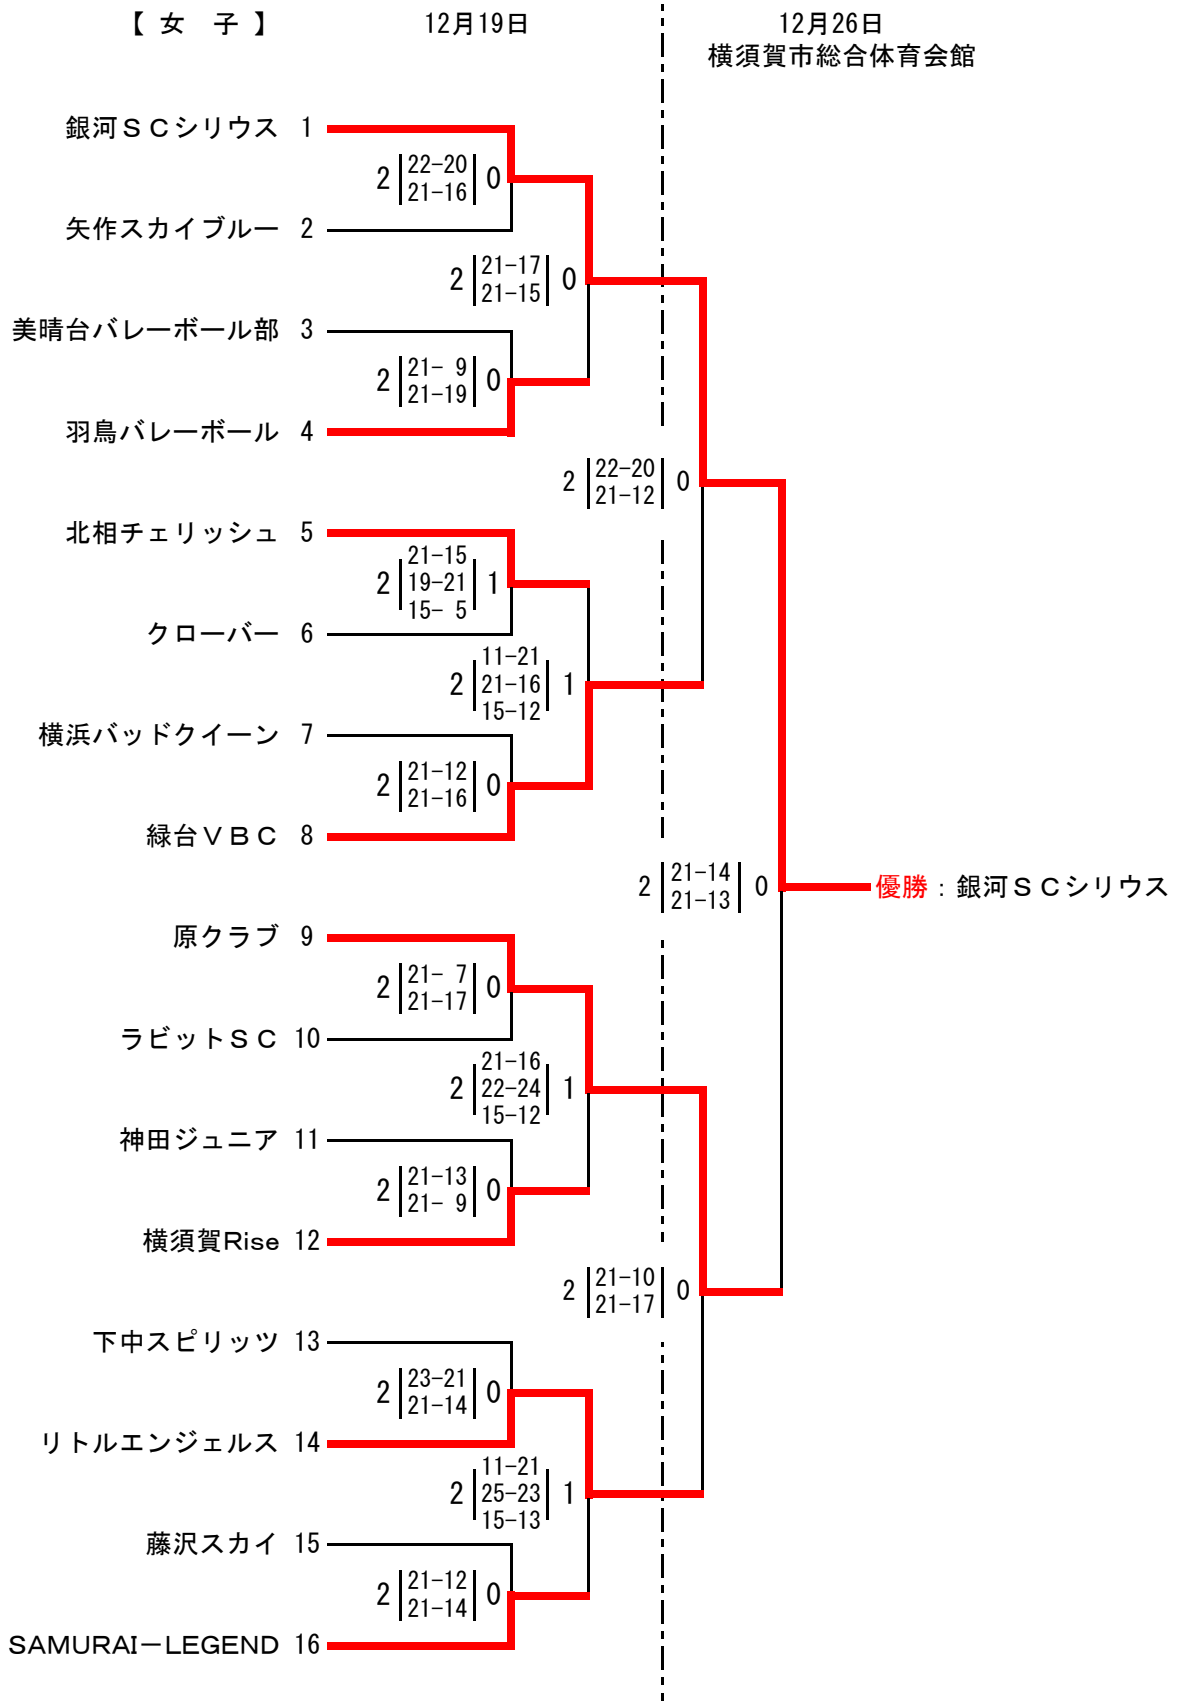 【 女　子 】
12月19日
12月26日
横須賀市総合体育会館
銀河ＳＣシリウス 1
2 22-20 0
21-16
矢作スカイブルー 2
2 21-17 0
21-15
美晴台バレーボール部 3
2 21- 9 0
21-19
羽鳥バレーボール 4
2 22-20 0
21-12
北相チェリッシュ 5
21-15
2 19-21 1
15- 5
クローバー 6
11-21
2 21-16 1
15-12
横浜バッドクイーン 7
2 21-12 0
21-16
緑台ＶＢＣ 8
2 21-14 0
21-13
優勝：銀河ＳＣシリウス
原クラブ 9
2 21- 7 0
21-17
ラビットＳＣ 10
21-16
2 22-24 1
15-12
神田ジュニア 11
2 21-13 0
21- 9
横須賀Rise 12
2 21-10 0
21-17
下中スピリッツ 13
2 23-21 0
21-14
リトルエンジェルス 14
11-21
2 25-23 1
15-13
藤沢スカイ 15
2 21-12 0
21-14
SAMURAI－LEGEND 16